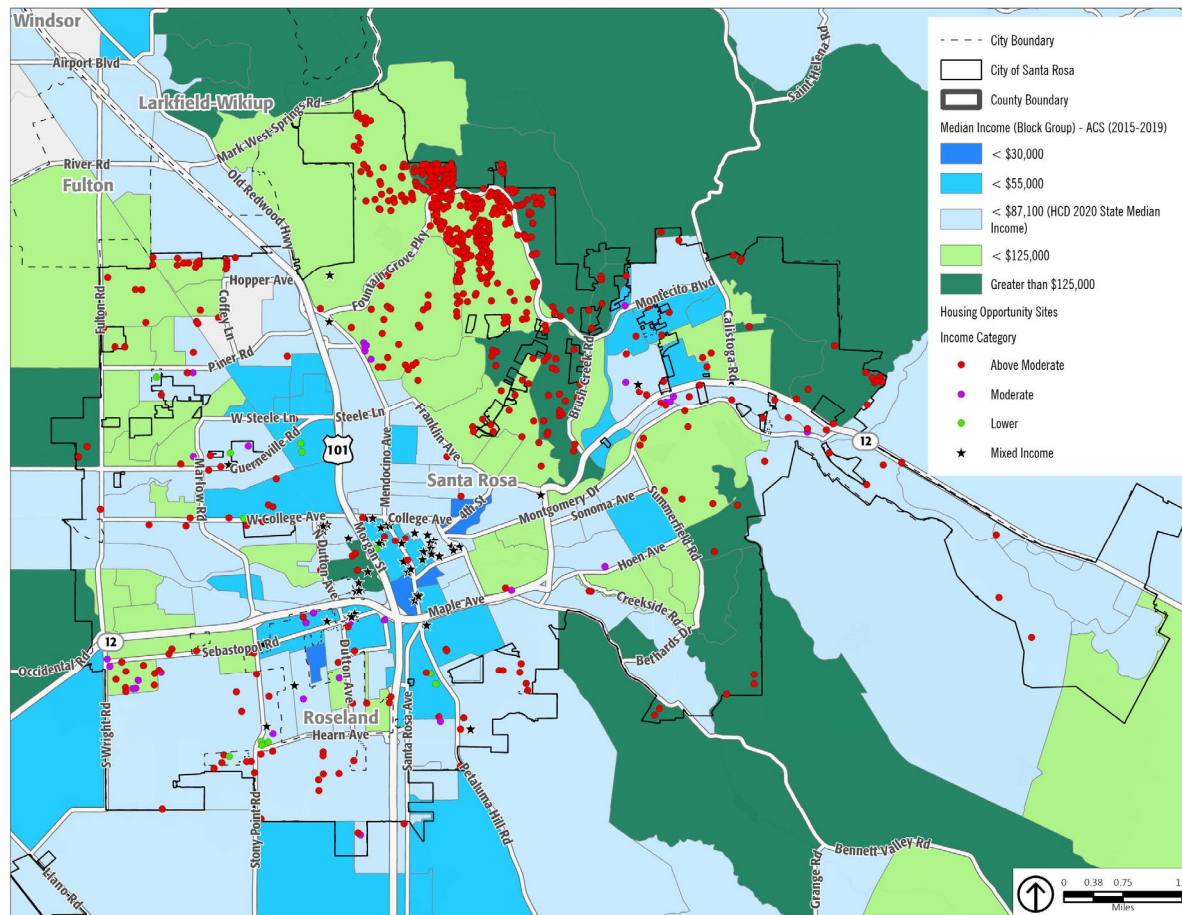 Windsor
Airport Blvd
Larkfield-Wikiup
Mark West Springs Rd
Saint Helena Rd
River Rd
Fulton
Old Redwood Hwy
Fountain Grove Pky
Hopper Ave
Coffey Ln
Fulton Rd
Piner Rd
Montecito Blvd
Calistoga Rd
Brush Creek Rd
W Steele Ln
Steele Ln
Guerneville Rd
Franklin Ave
Mendocino Ave
101
12
Marlow Rd
Santa Rosa
4th St
Montgomery Dr
Sonoma Ave
Summerfield Rd
W College Ave
College Ave
N Dutton Ave
Morgan St
Hoen Ave
Maple Ave
Creekside Rd
Bethards Dr
12
Occidental Rd
Sebastopol Rd
Dutton Ave
Roseland
Hearn Ave
S Wright Rd
Santa Rosa Ave
Stony Point Rd
Petaluma Hill Rd
Llano Rd
Bennett Valley Rd
Grange Rd
City Boundary
City of Santa Rosa
County Boundary
Median Income (Block Group) - ACS (2015-2019)
< $30,000
< $55,000
< $87,100 (HCD 2020 State Median
Income)
< $125,000
Greater than $125,000
Housing Opportunity Sites
Income Category
Above Moderate
Moderate
Lower
Mixed Income
0 0.38 0.75
Miles